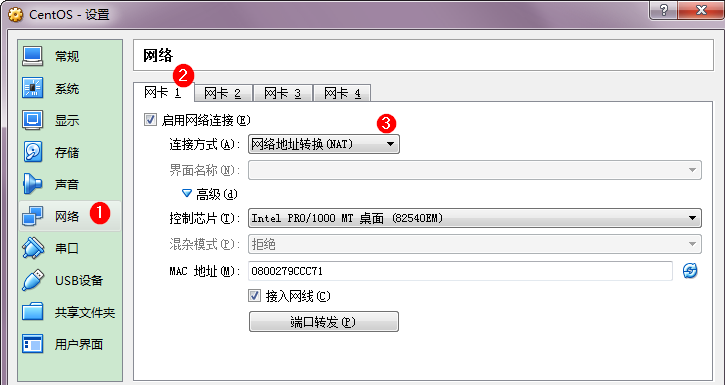 CentOS - 设置
?
常规
系统
显示
存储
声音
网络 1
串口
USB设备
共享文件夹
用户界面
网络
2
网卡 1 网卡 2 网卡 3 网卡 4
启用网络连接(E)
3
连接方式(A): 网络地址转换(NAT)
界面名称(N):
高级(d)
控制芯片(T): Intel PRO/1000 MT 桌面 (82540EM)
混杂模式(P): 拒绝
MAC 地址(M): 0800279CCC71
接入网线(C)
端口转发(P)